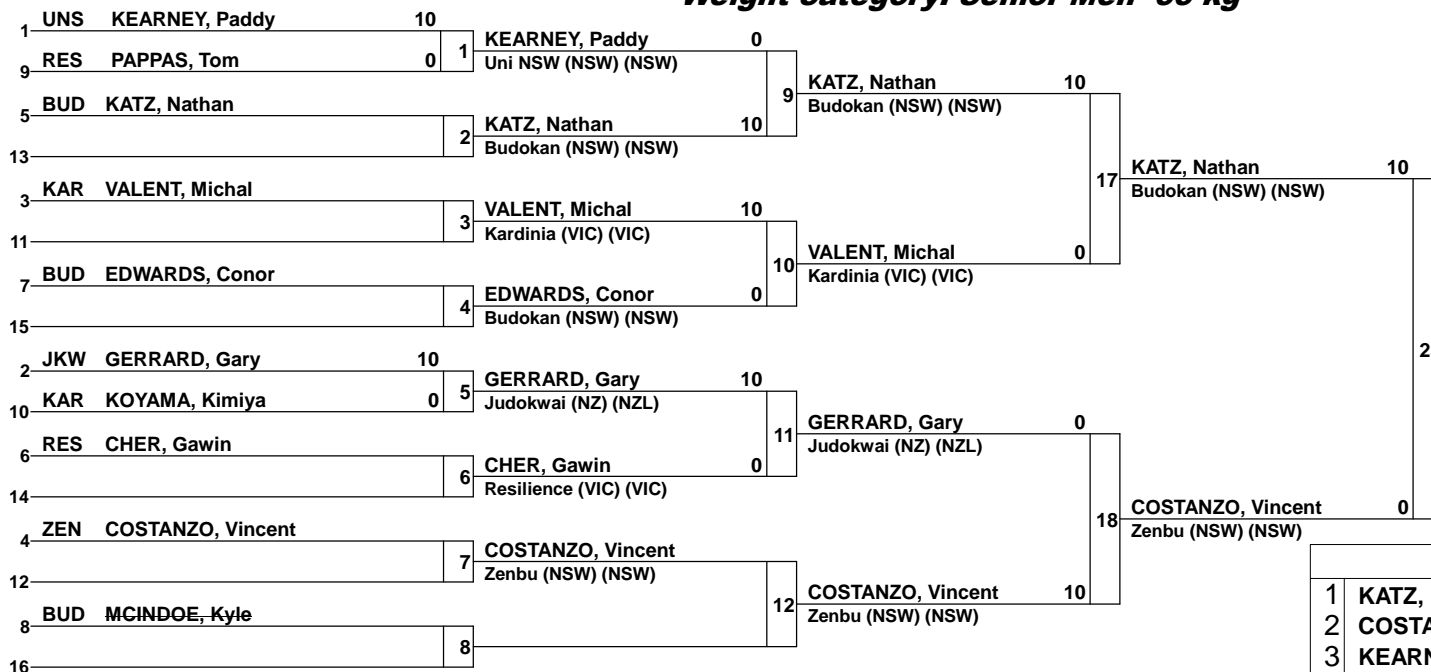 Weight category: Senior Men
kg
1 UNS KEARNEY, Paddy 10
9 RES PAPPAS, Tom 0
1
5 BUD KATZ, Nathan
13
2
3 KAR VALENT, Michal
11
3
7 BUD EDWARDS, Conor
15
4
2 JKW GERRARD, Gary 10
10 KAR KOYAMA, Kimiya 0
5
6 RES CHER, Gawin
14
6
4 ZEN COSTANZO, Vincent
12
7
8 BUD MCINDOE, Kyle
16
8
KEARNEY, Paddy 0
Uni NSW (NSW) (NSW)
9
KATZ, Nathan 10
Budokan (NSW) (NSW)
VALENT, Michal 10
Kardinia (VIC) (VIC)
10
EDWARDS, Conor 0
Budokan (NSW) (NSW)
GERRARD, Gary 10
Judokwai (NZ) (NZL)
11
CHER, Gawin 0
Resilience (VIC) (VIC)
COSTANZO, Vincent
Zenbu (NSW) (NSW)
12
KATZ, Nathan 10
Budokan (NSW) (NSW)
17
VALENT, Michal 0
Kardinia (VIC) (VIC)
GERRARD, Gary 0
Judokwai (NZ) (NZL)
18
COSTANZO, Vincent 10
Zenbu (NSW) (NSW)
KATZ, Nathan 10
Budokan (NSW) (NSW)
2
COSTANZO, Vincent 0
Zenbu (NSW) (NSW)
1 KATZ,
2 COSTA
3 KEARN